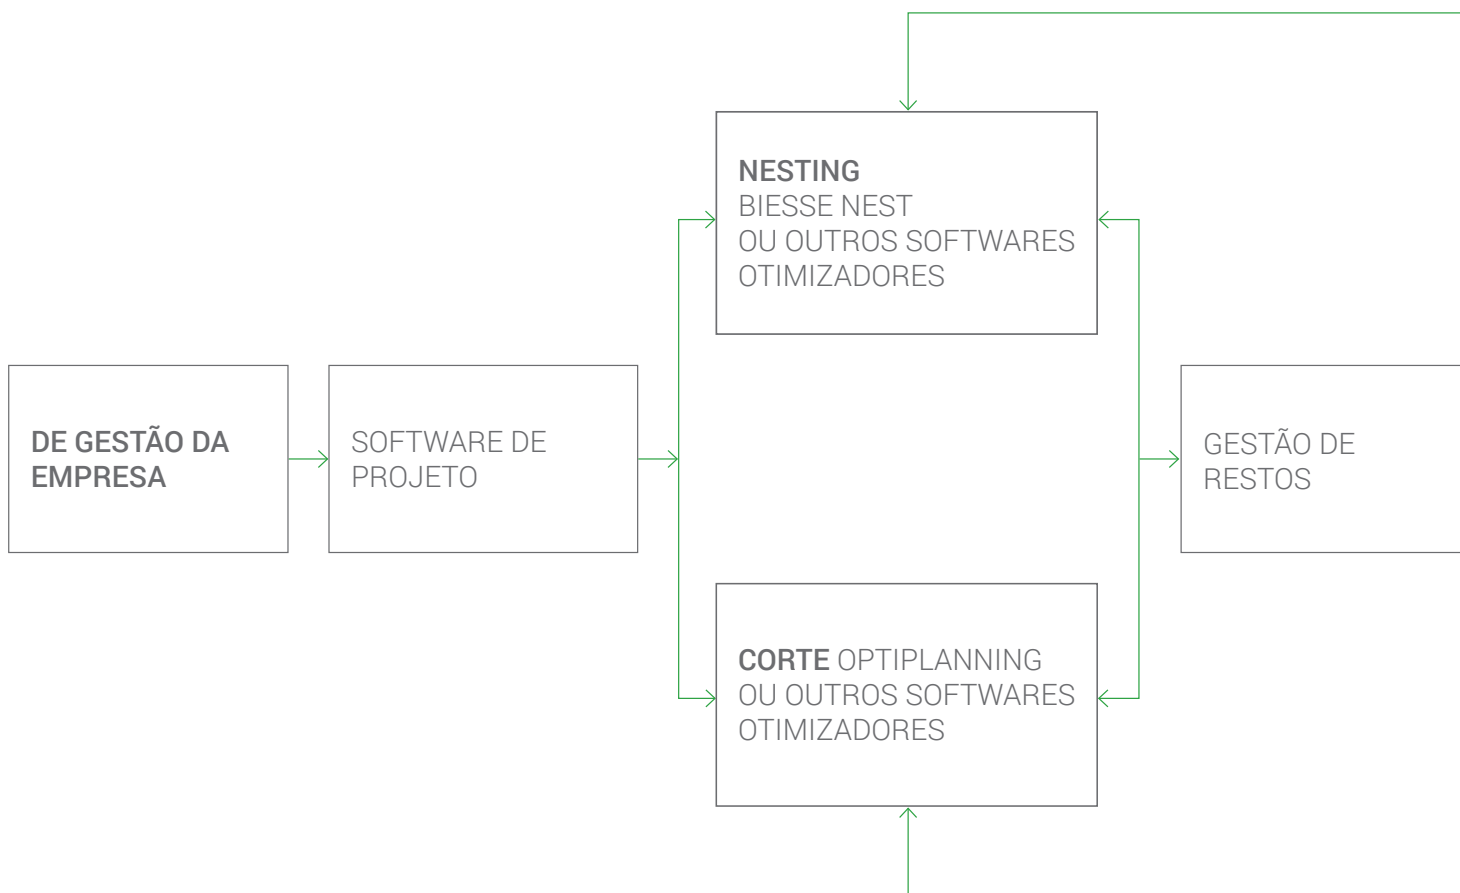 NESTING
BIESSE NEST
OU OUTROS SOFTWARES
OTIMIZADORES
DE GESTÃO DA
EMPRESA
SOFTWARE DE
PROJETO
GESTÃO DE
RESTOS
CORTE OPTIPLANNING
OU OUTROS SOFTWARES
OTIMIZADORES